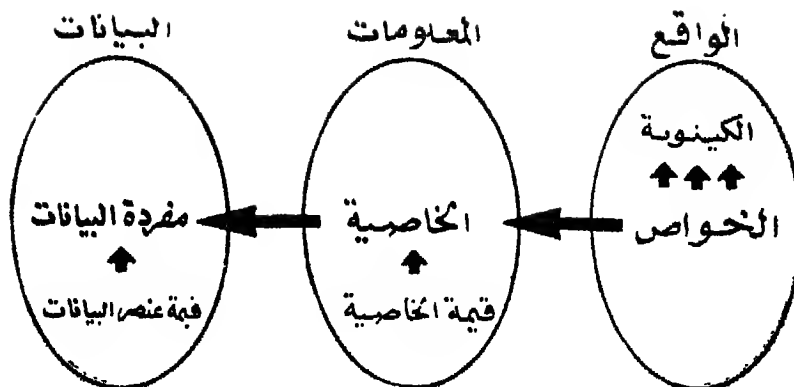 الواقع
المعلومات
البيانات
الكينونة
الخواص
الخاصية
مفردة البيانات
قيمة الخاصية
قيمة عنصر البيانات